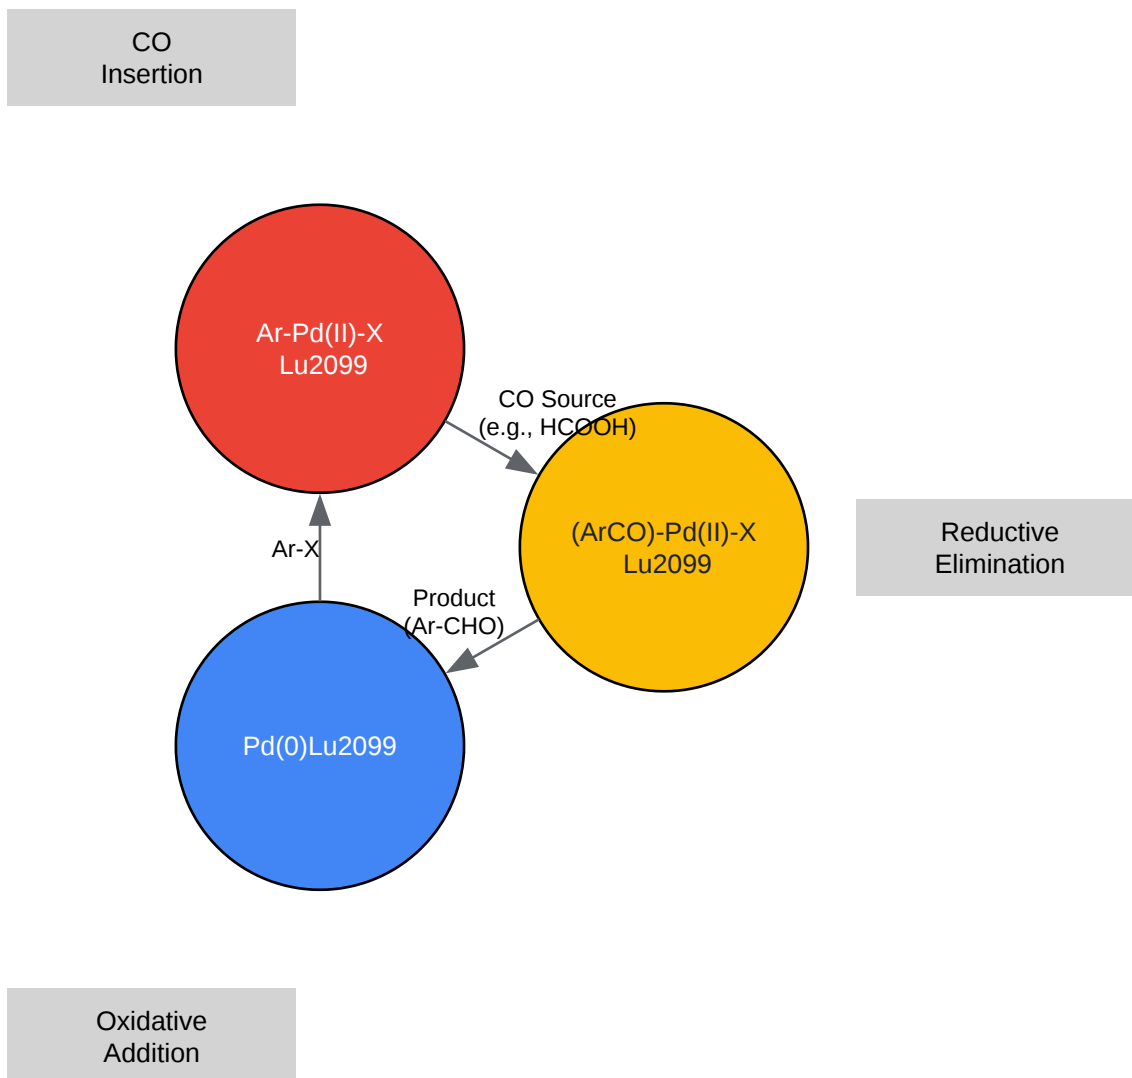 CO
Insertion
Ar-Pd(II)-X
Lu2099
CO Source
(e.g., HCOOH)
(ArCO)-Pd(II)-X
Lu2099
Reductive
Elimination
Ar-X
Product
(Ar-CHO)
Pd(0)Lu2099
Oxidative
Addition